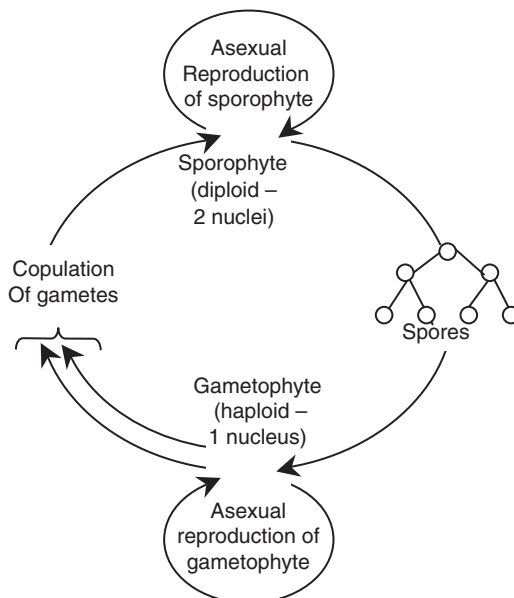 Asexual
Reproduction
of sporophyte
Sporophyte
(diploid –
2 nuclei)
Copulation
Of gametes
Spores
Gametophyte
(haploid –
1 nucleus)
Asexual
reproduction of
gametophyte